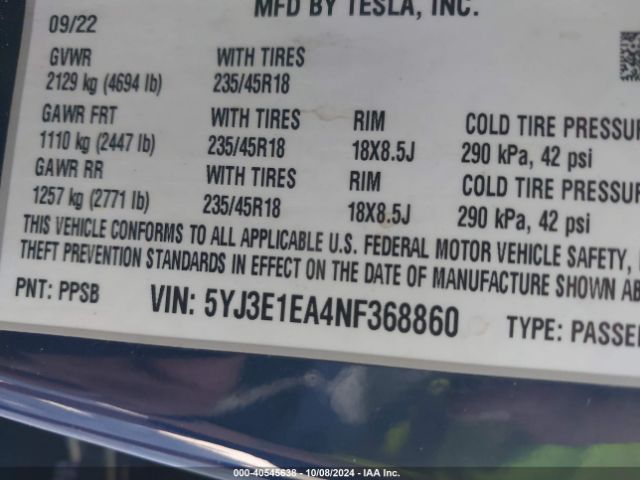 MFD BY TESLA, INC.
09/22
GVWR WITH TIRES
2129 kg (4694 lb) 235/45R18
GAWR FRT WITH TIRES RIM COLD TIRE PRESSUR
1110 kg (2447 lb) 235/45R18 18X8.5J 290 kPa, 42 psi
GAWR RR WITH TIRES RIM COLD TIRE PRESSUR
1257 kg (2771 lb) 235/45R18 18X8.5J 290 kPa, 42 psi
THIS VEHICLE CONFORMS TO ALL APPLICABLE U.S. FEDERAL MOTOR VEHICLE SAFETY,
THEFT PREVENTION STANDARDS IN EFFECT ON THE DATE OF MANUFACTURE SHOWN AB
PNT: PPSB VIN: 5YJ3E1EA4NF368860 TYPE: PASSE
000-40545638 - 10/08/2024 - IAA Inc.